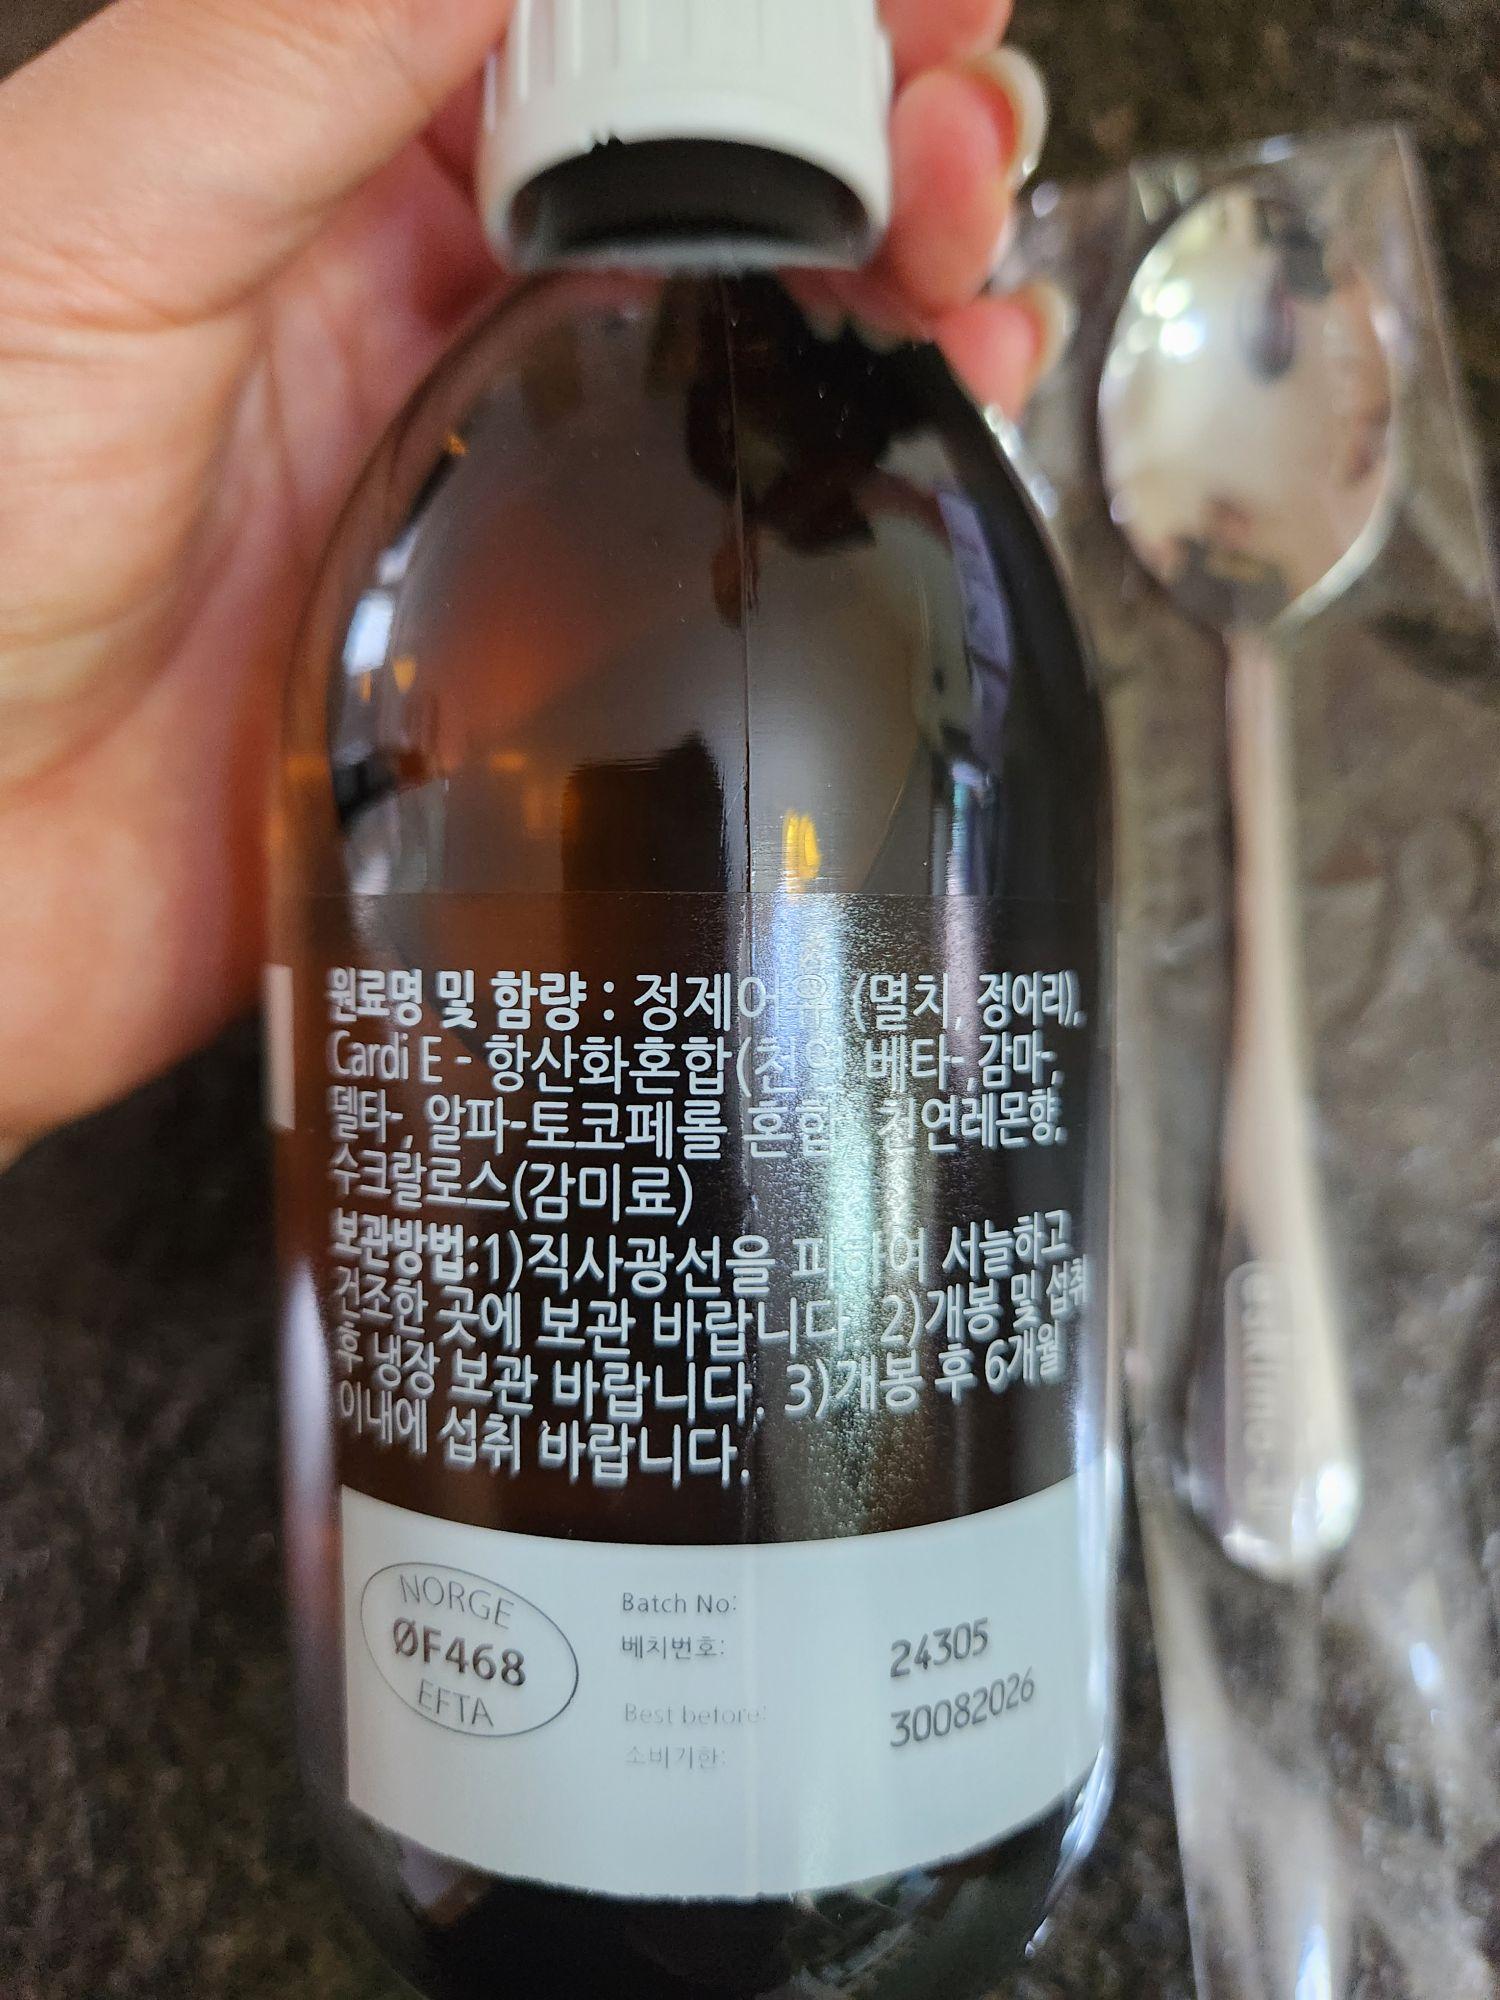 원료명 및 함량 : 정제어유 (멸치, 정어리),
Cardi E - 항산화혼합(천연 베타-,감마-,
델타-, 알파-토코페롤 혼합), 천연레몬향,
수크랄로스(감미료)
보관방법:1)직사광선을 피하여 서늘하고
건조한 곳에 보관 바랍니다. 2)개봉 및 섭취
후 냉장 보관 바랍니다. 3)개봉 후 6개월
이내에 섭취 바랍니다.
NORGE
ØF468
EFTA
Batch No:
배치번호: 24305
Best before:
소비기한: 30082026